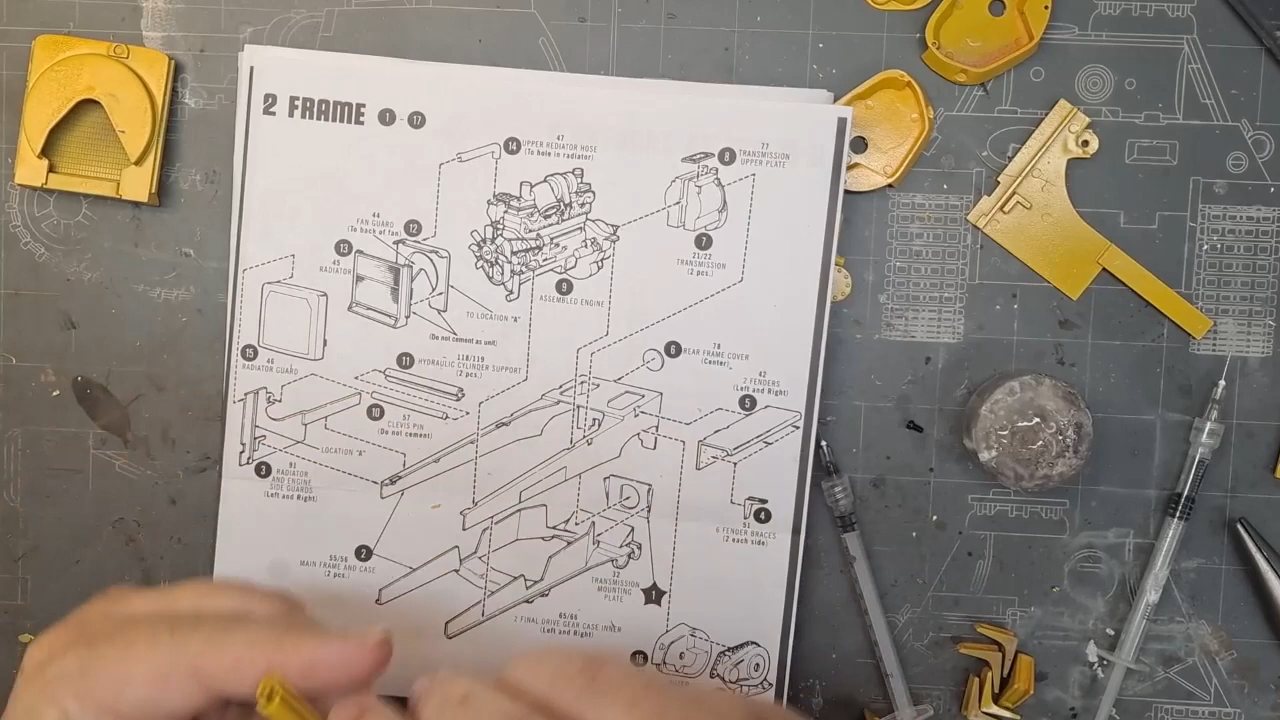 2 FRAME 1 - 17
14
47
UPPER REDIATOR HOSE
(To hole in radiator)
8
77
TRANSMISSION
UPPER PLATE
44
FAN GUARD
(To back of fan)
12
13
45
RADIATOR
7
21/22
TRANSMISSION
(2 pcs.)
9
ASSEMBLED ENGINE
TO LOCATION "A"
(Do not cement as unit)
15
46
RADIATOR GUARD
11
118/119
HYDRAULIC CYLINDER SUPPORT
(2 pcs.)
6
78
REAR FRAME COVER
(Center)
42
2 FENDERS
(Left and Right)
5
10
57
CLEVIS PIN
(Do not cement)
LOCATION "A"
3
91
RADIATOR
AND ENGINE
SIDE GUARDS
(Left and Right)
4
51
6 FENDER BRACES
(2 each side)
2
55/56
MAIN FRAME AND CASE
(2 pcs.)
32
TRANSMISSION
MOUNTING
PLATE
1
65/66
2 FINAL DRIVE GEAR CASE INNER
(Left and Right)
16